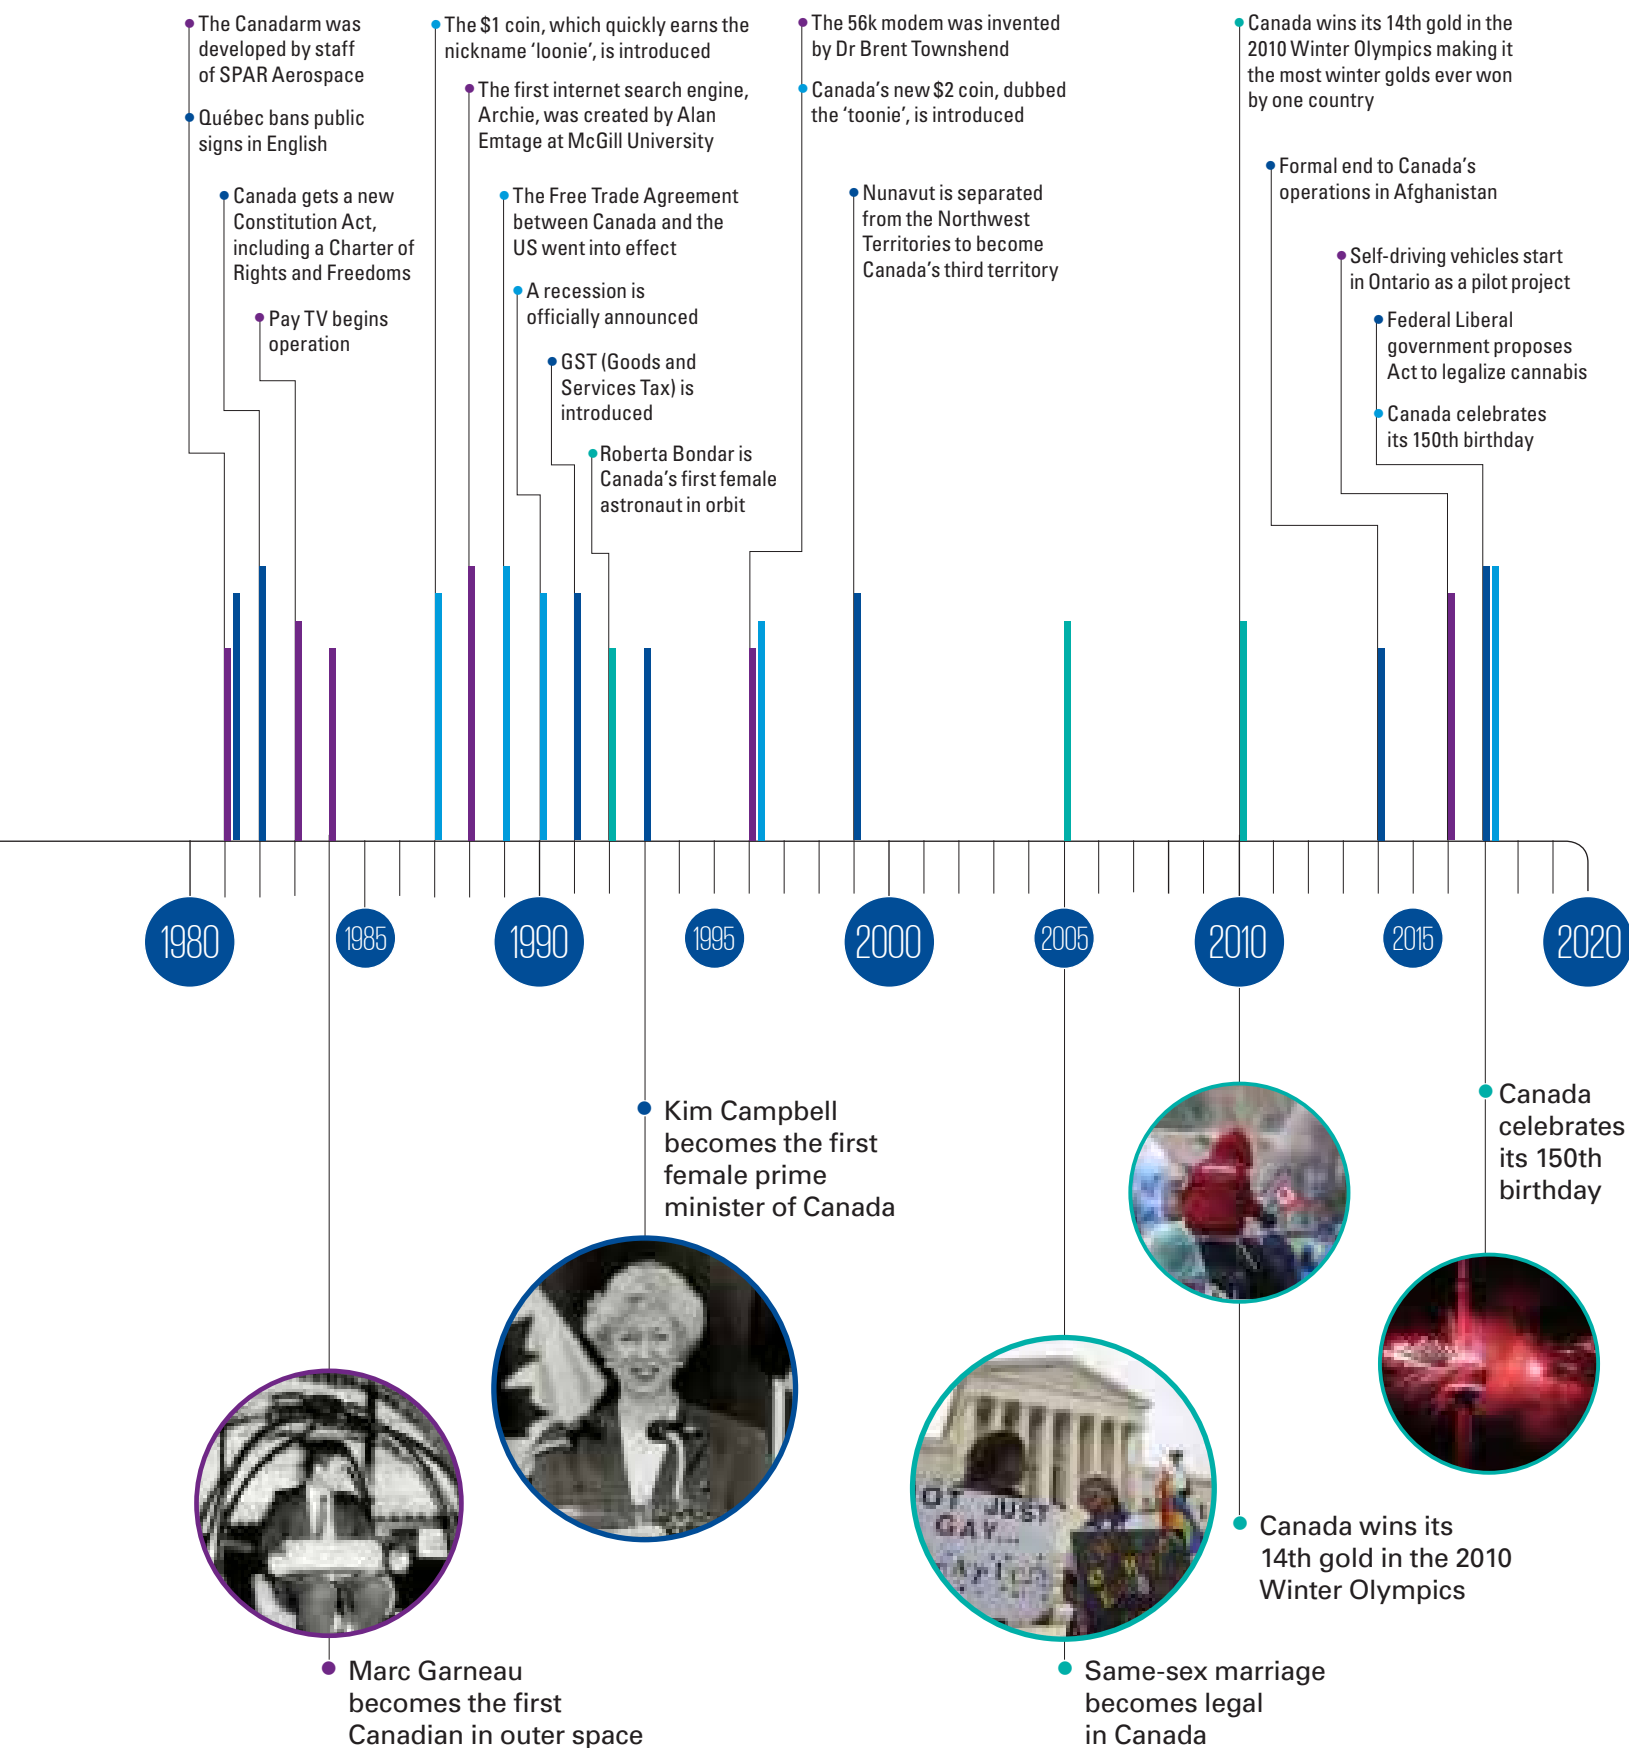 The Canadarm was
developed by staff
of SPAR Aerospace
Québec bans public
signs in English
Canada gets a new
Constitution Act,
including a Charter of
Rights and Freedoms
Pay TV begins
operation
The $1 coin, which quickly earns the
nickname ‘loonie’, is introduced
The first internet search engine,
Archie, was created by Alan
Emtage at McGill University
The Free Trade Agreement
between Canada and the
US went into effect
A recession is
officially announced
GST (Goods and
Services Tax) is
introduced
Roberta Bondar is
Canada’s first female
astronaut in orbit
The 56k modem was invented
by Dr Brent Townshend
Canada’s new $2 coin, dubbed
the ‘toonie’, is introduced
Nunavut is separated
from the Northwest
Territories to become
Canada’s third territory
Canada wins its 14th gold in the
2010 Winter Olympics making it
the most winter golds ever won
by one country
Formal end to Canada’s
operations in Afghanistan
Self-driving vehicles start
in Ontario as a pilot project
Federal Liberal
government proposes
Act to legalize cannabis
Canada celebrates
its 150th birthday
1980
1985
1990
1995
2000
2005
2010
2015
2020
Kim Campbell
becomes the first
female prime
minister of Canada
Canada
celebrates
its 150th
birthday
OT JUST
GAY...
Canada wins its
14th gold in the 2010
Winter Olympics
Marc Garneau
becomes the first
Canadian in outer space
Same-sex marriage
becomes legal
in Canada